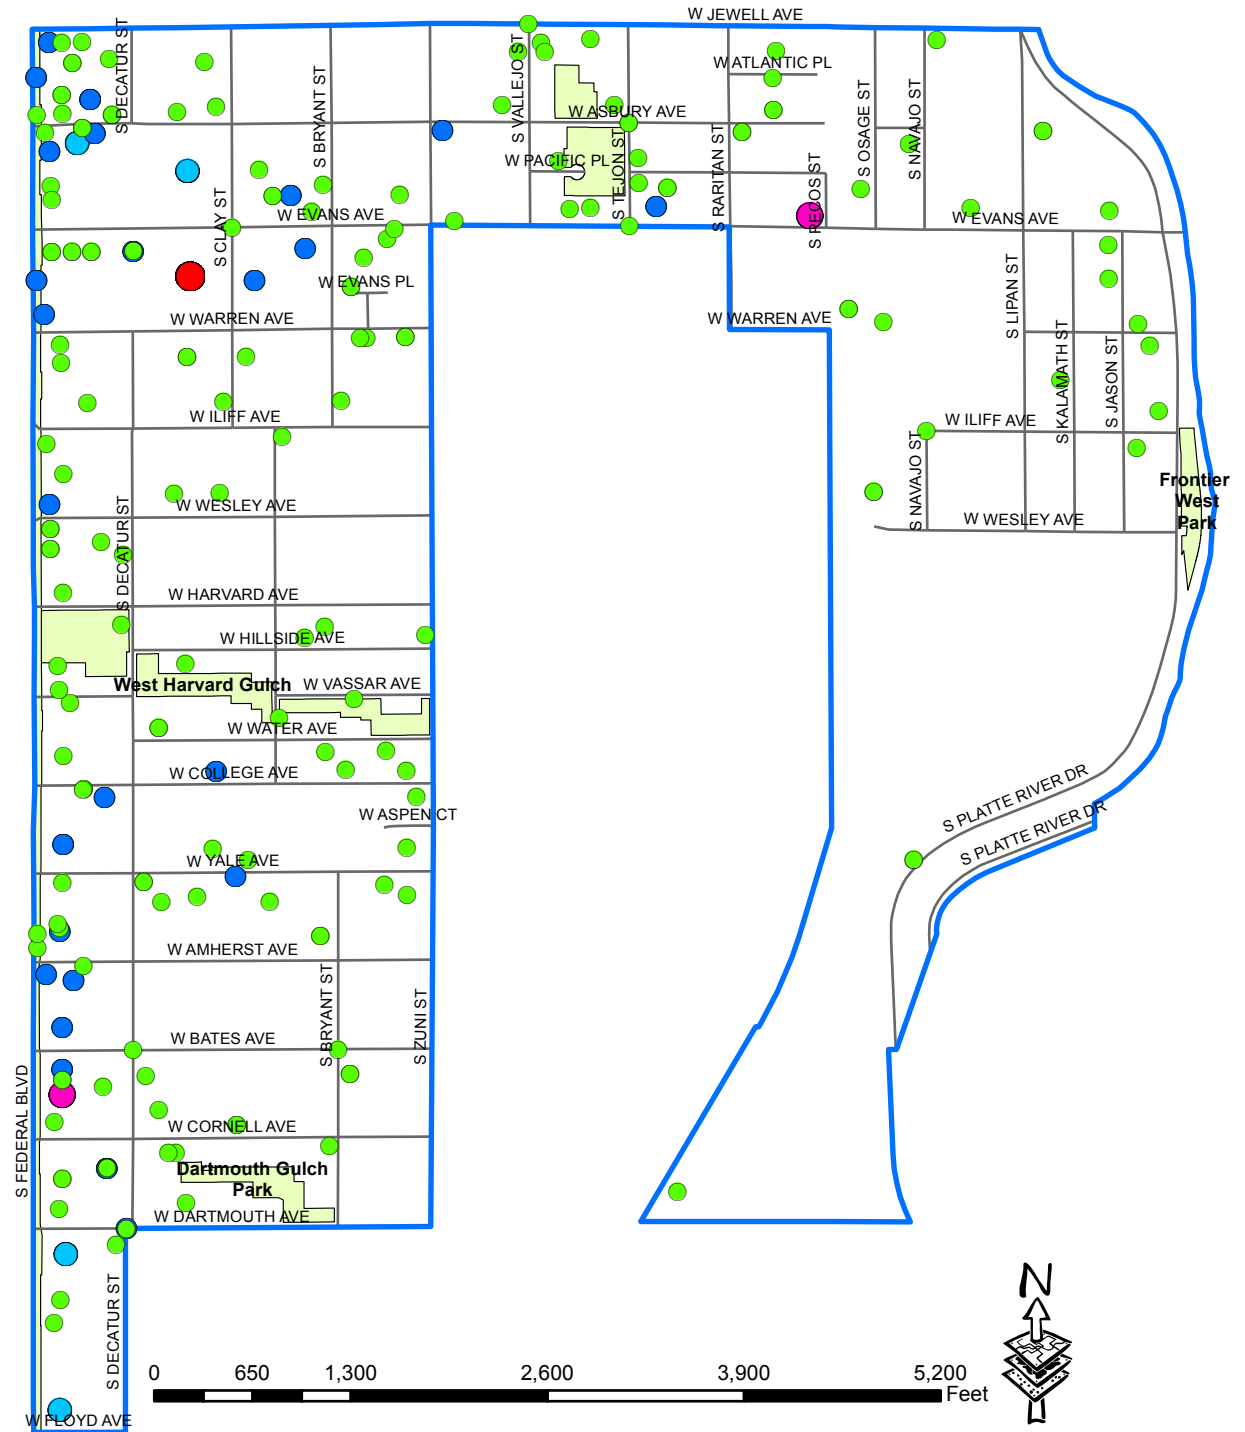 W JEWELL AVE
S DECATUR ST
S BRYANT ST
S VALLEJO ST
W ATLANTIC PL
W ASBURY AVE
S OSAGE ST
S NAVAJO ST
W PACIFIC PL
S TEJON ST
S RARITAN ST
S PECOS ST
S CLAY ST
W EVANS AVE
W EVANS AVE
W EVANS PL
W WARREN AVE
W WARREN AVE
S LIPAN ST
S KALAMATH ST
S JASON ST
W ILIFF AVE
W ILIFF AVE
S NAVAJO ST
Frontier
West
Park
W WESLEY AVE
W WESLEY AVE
S DECATUR ST
W HARVARD AVE
W HILLSIDE AVE
West Harvard Gulch
W VASSAR AVE
W WATER AVE
W COLLEGE AVE
W ASPEN CT
S PLATTE RIVER DR
S PLATTE RIVER DR
W YALE AVE
W AMHERST AVE
S BRYANT ST
S ZUNI ST
W BATES AVE
S FEDERAL BLVD
W CORNELL AVE
Dartmouth Gulch
Park
W DARTMOUTH AVE
S DECATUR ST
N
0 650 1,300 2,600 3,900 5,200
Feet
W FLOYD AVE